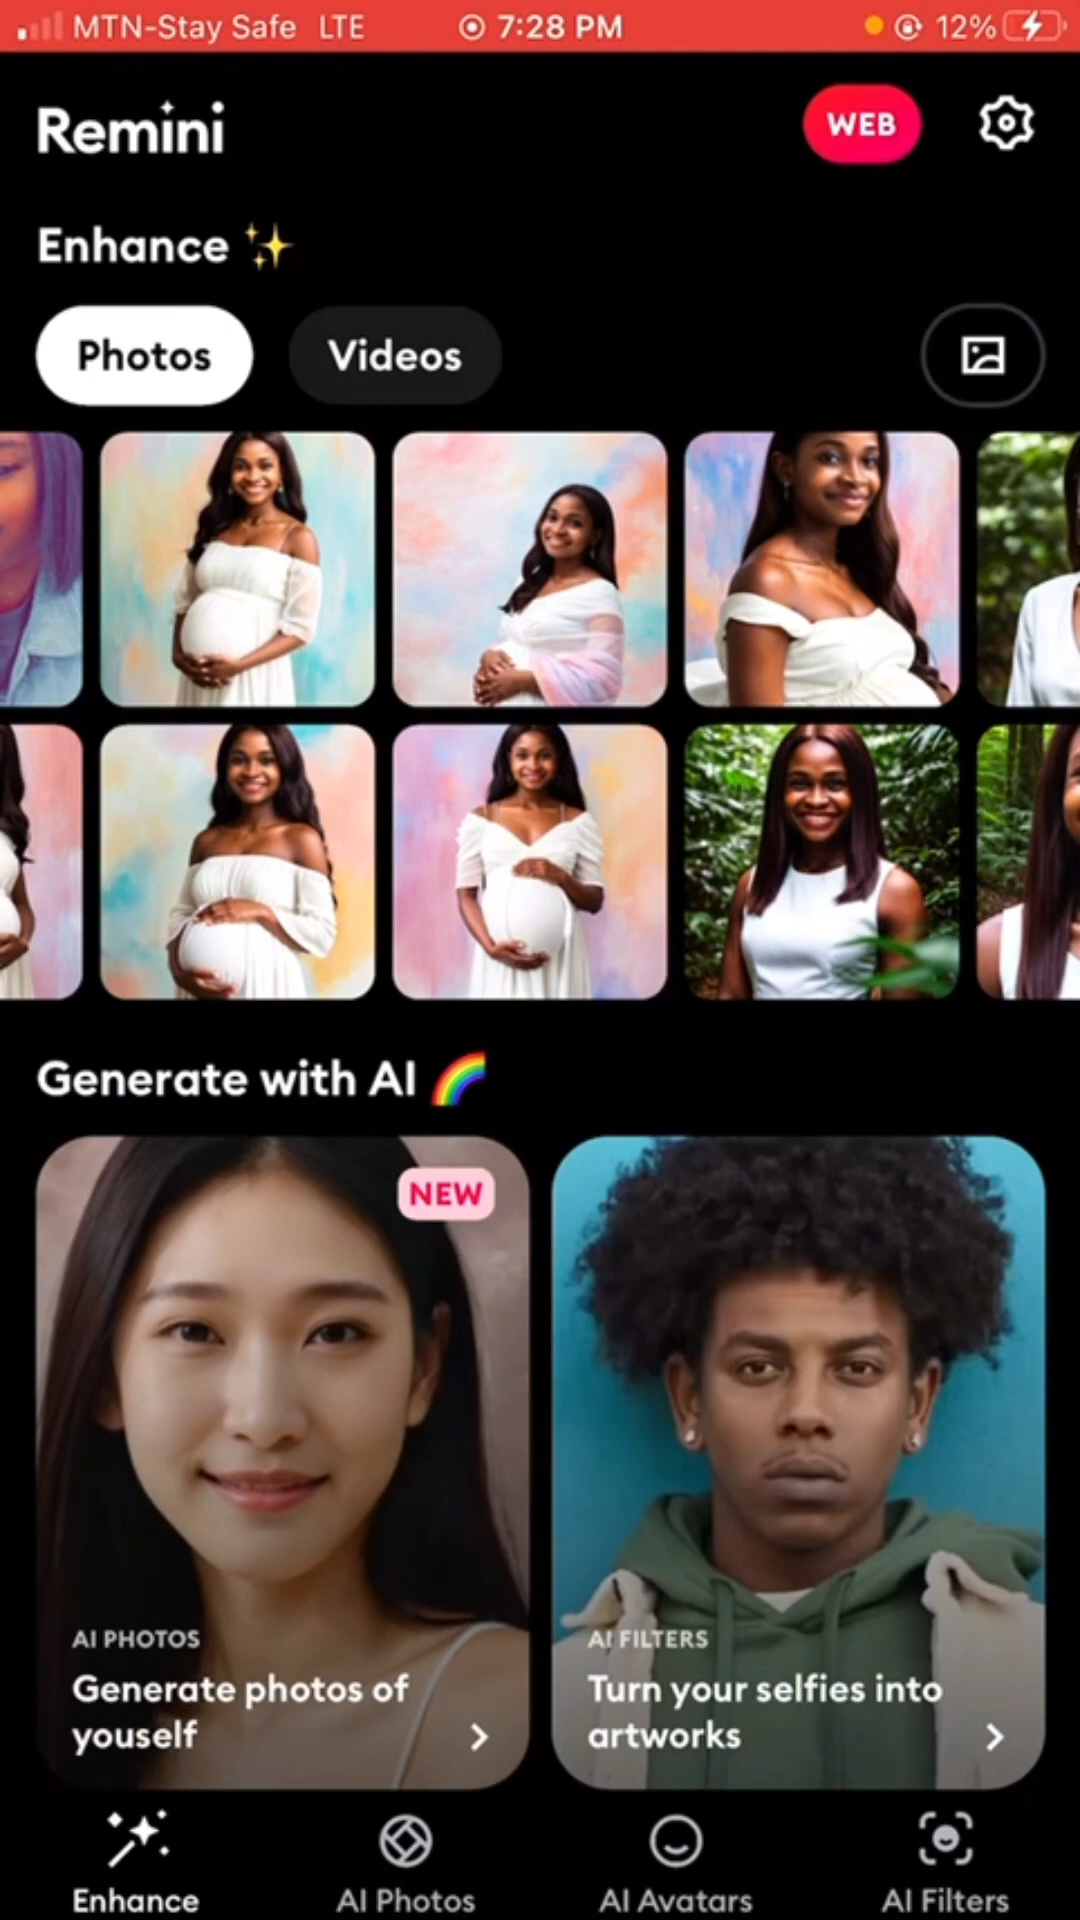 MTN-Stay Safe LTE 7:28 PM 12%
Remini
WEB
Enhance ✨
Photos
Videos
Generate with AI 🌈
NEW
AI PHOTOS
Generate photos of
youself
AI FILTERS
Turn your selfies into
artworks
Enhance
AI Photos
AI Avatars
AI Filters